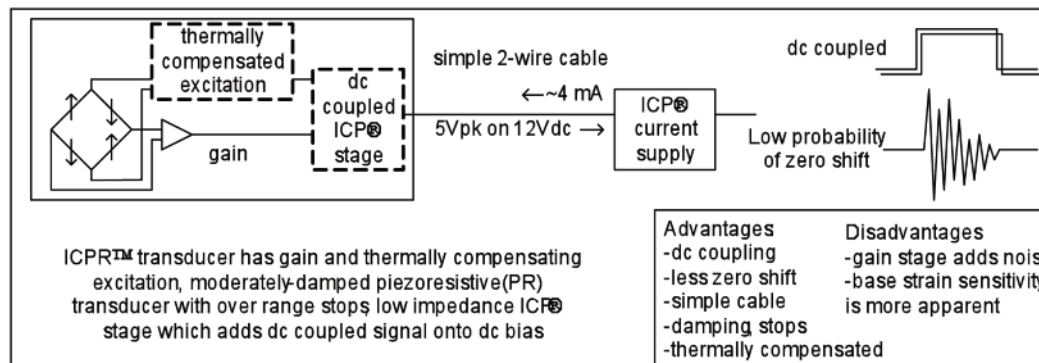 thermally
compensated
excitation
dc
coupled
ICP®
stage
gain
simple 2-wire cable
~4 mA
5Vpk on 12Vdc
ICP®
current
supply
dc coupled
Low probability
of zero shift
ICPR™ transducer has gain and thermally compensating
excitation, moderately-damped piezoresistive(PR)
transducer with over range stops, low impedance ICP®
stage which adds dc coupled signal onto dc bias
Advantages
-dc coupling
-less zero shift
-simple cable
-damping, stops
-thermally compensated
Disadvantages
-gain stage adds nois
-base strain sensitivity
is more apparent